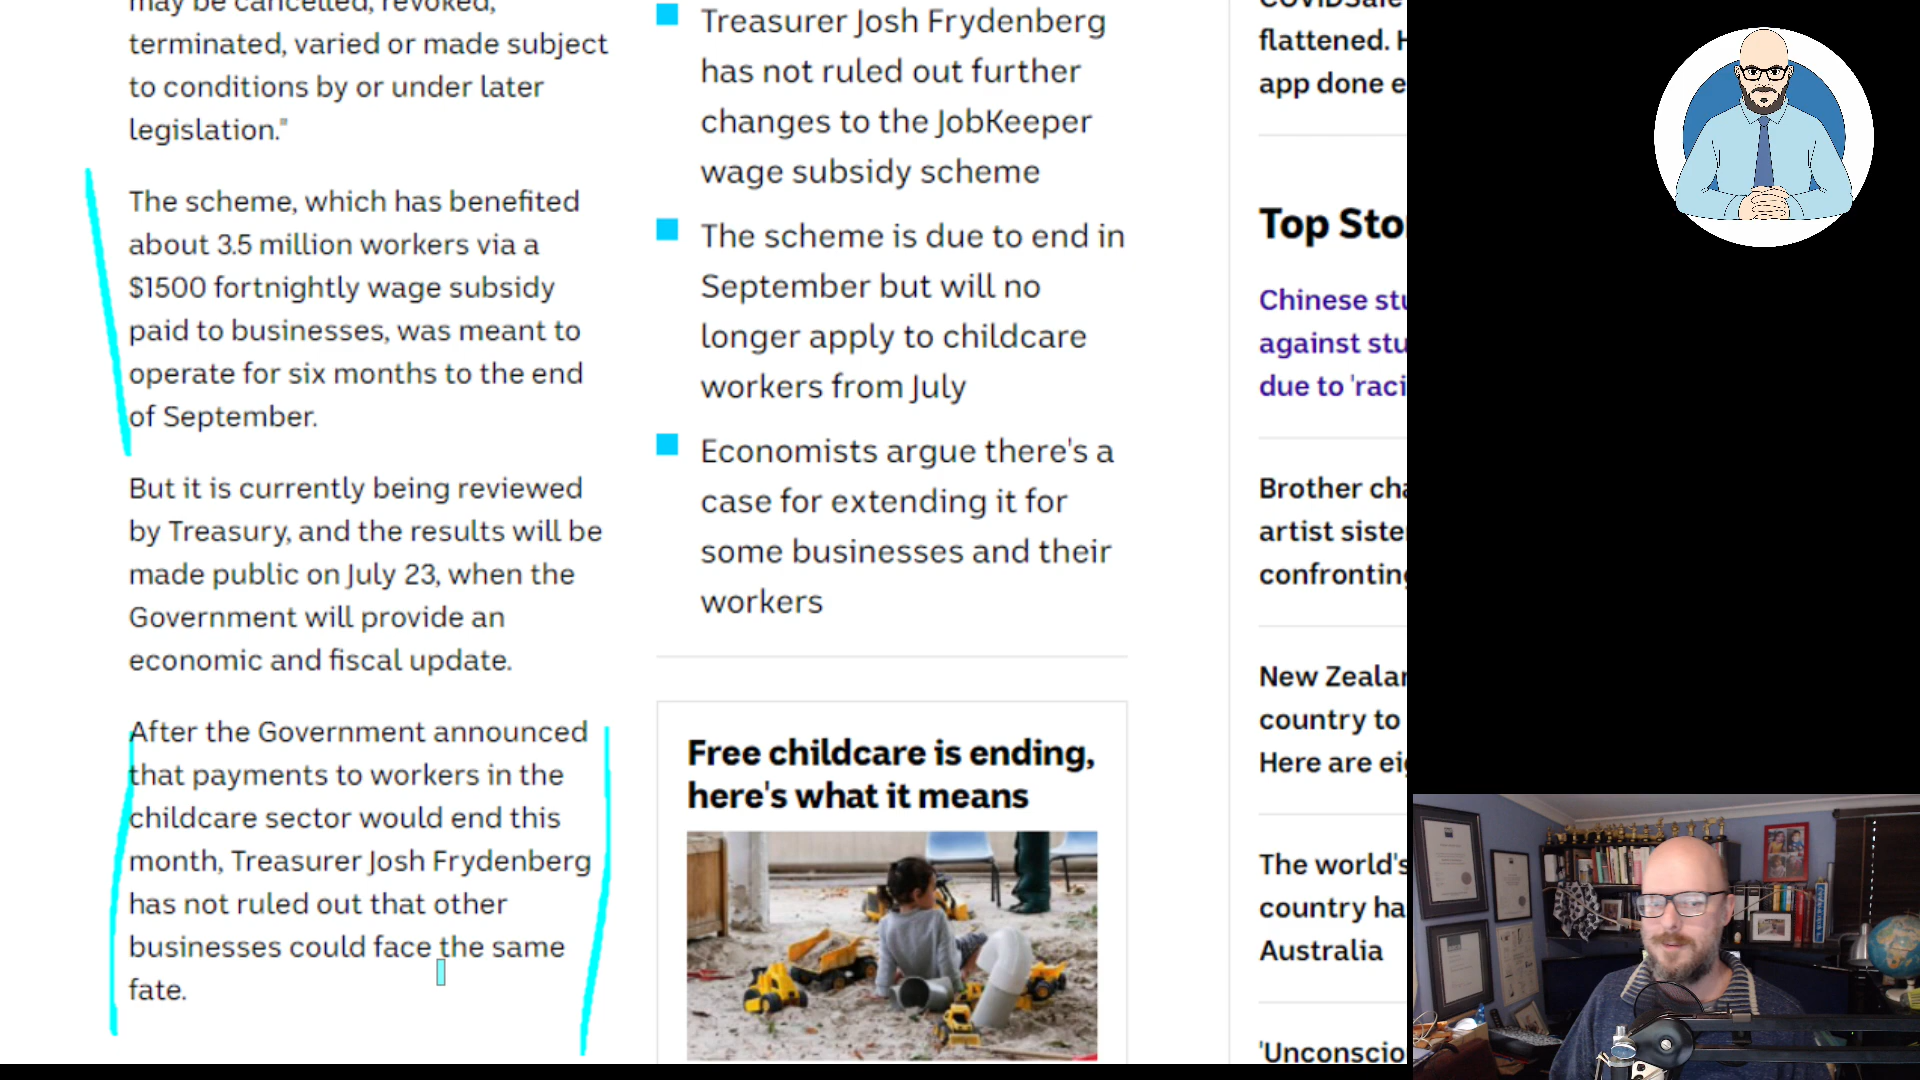 may be cancelled, revoked,
terminated, varied or made subject
to conditions by or under later
legislation."
The scheme, which has benefited
about 3.5 million workers via a
$1500 fortnightly wage subsidy
paid to businesses, was meant to
operate for six months to the end
of September.
But it is currently being reviewed
by Treasury, and the results will be
made public on July 23, when the
Government will provide an
economic and fiscal update.
After the Government announced
that payments to workers in the
childcare sector would end this
month, Treasurer Josh Frydenberg
has not ruled out that other
businesses could face the same
fate.
Treasurer Josh Frydenberg
has not ruled out further
changes to the JobKeeper
wage subsidy scheme
The scheme is due to end in
September but will no
longer apply to childcare
workers from July
Economists argue there's a
case for extending it for
some businesses and their
workers
Free childcare is ending,
here's what it means
COVIDSafe
flattened. H
app done e
Top Sto
Chinese stu
against stu
due to 'raci
Brother cha
artist siste
confronting
New Zealan
country to
Here are ei
The world's
country ha
Australia
'Unconscio